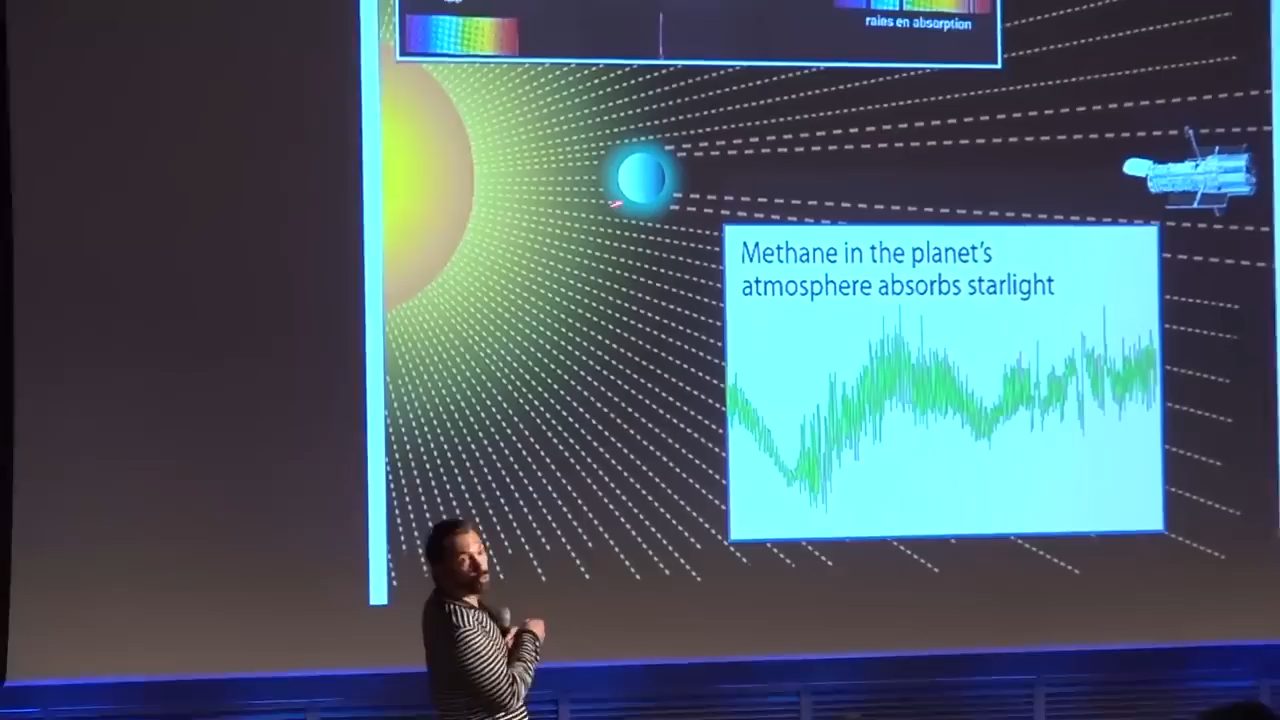 raies en absorption
Methane in the planet's
atmosphere absorbs starlight